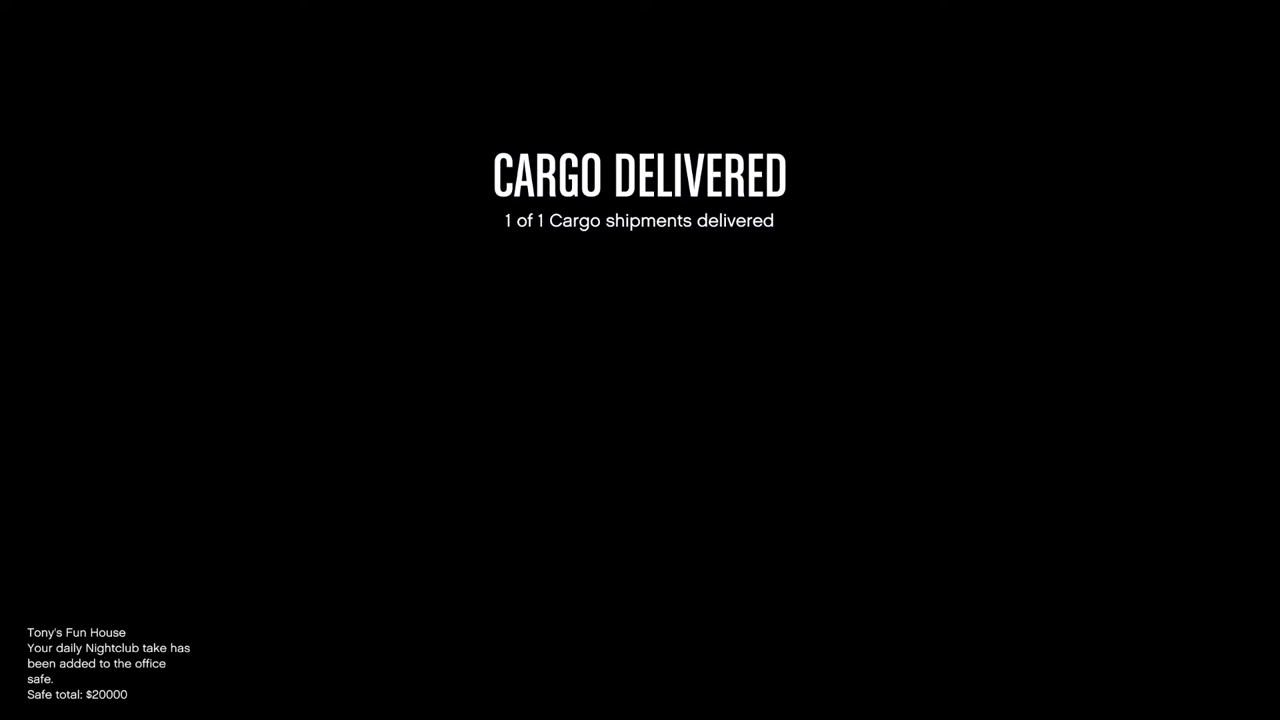 CARGO DELIVERED
1 of 1 Cargo shipments delivered
Tony's Fun House
Your daily Nightclub take has
been added to the office
safe.
Safe total: $20000